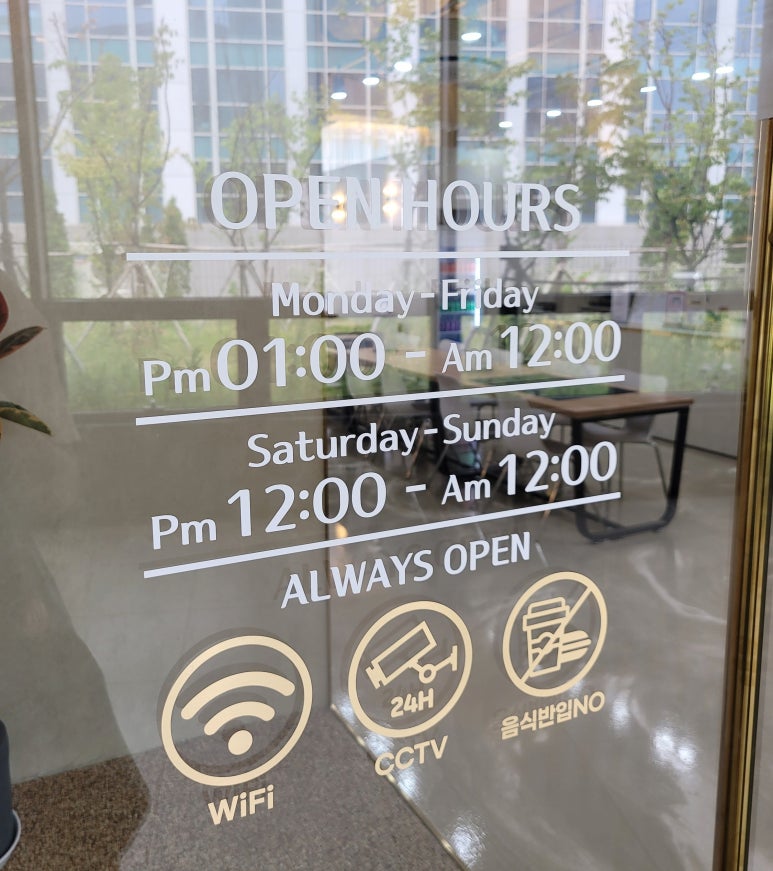 OPEN HOURS
Monday-Friday
Pm 01:00 - Am 12:00
Saturday-Sunday
Pm 12:00 - Am 12:00
ALWAYS OPEN
WiFi
24H
CCTV
음식반입NO